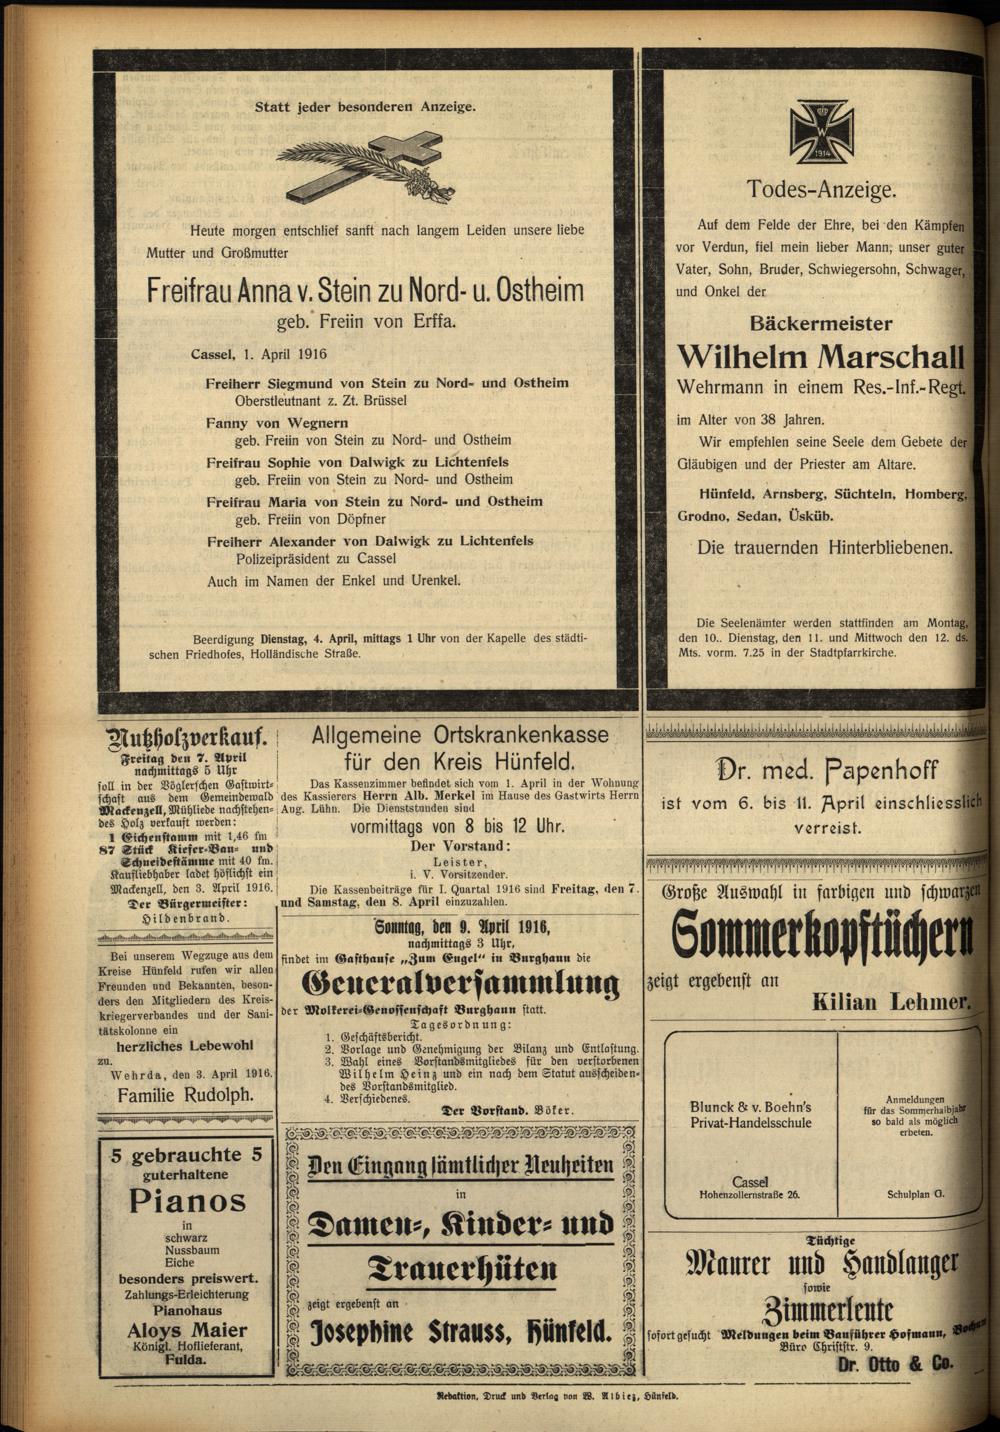 Statt jeder besonderen Anzeige.
Heute morgen entschlief sanft nach langem Leiden unsere liebe
Mutter und Großmutter
Freifrau Anna v. Stein zu Nord- u. Ostheim
geb. Freiin von Erffa.
Cassel, 1. April 1916
Freiherr Siegmund von Stein zu Nord- und Ostheim
Oberstleutnant z. Zt. Brüssel
Fanny von Wegnern
geb. Freiin von Stein zu Nord- und Ostheim
Freifrau Sophie von Dalwigk zu Lichtenfels
geb. Freiin von Stein zu Nord- und Ostheim
Freifrau Maria von Stein zu Nord- und Ostheim
geb. Freiin von Döpfner
Freiherr Alexander von Dalwigk zu Lichtenfels
Polizeipräsident zu Cassel
Auch im Namen der Enkel und Urenkel.
Beerdigung Dienstag, 4. April, mittags 1 Uhr von der Kapelle des städti-
schen Friedhofes, Holländische Straße.
W
1914
Todes-Anzeige.
Auf dem Felde der Ehre, bei den Kämpfen
vor Verdun, fiel mein lieber Mann, unser guter
Vater, Sohn, Bruder, Schwiegersohn, Schwager,
und Onkel der
Bäckermeister
Wilhelm Marschall
Wehrmann in einem Res.-Inf.-Regt.
im Alter von 38 Jahren.
Wir empfehlen seine Seele dem Gebete der
Gläubigen und der Priester am Altare.
Hünfeld, Arnsberg, Süchteln, Homberg,
Grodno, Sedan, Üsküb.
Die trauernden Hinterbliebenen.
Die Seelenämter werden stattfinden am Montag,
den 10.. Dienstag, den 11. und Mittwoch den 12. ds.
Mts. vorm. 7.25 in der Stadtpfarrkirche.
Nutzholzverkauf.
Freitag den 7. April
nachmittags 5 Uhr
soll in der Vöglerschen Gastwirts-
schaft aus dem Gemeindewald
Mackenzell, Mühliede nachstehen-
des Holz verkauft werden:
1 Eichenstamm mit 1,46 fm
87 Stück Kiefer-Bau- und
Schneidestämme mit 40 fm.
Kaufliebhaber ladet höflichst ein
Mackenzell, den 3. April 1916.
Der Bürgermeister:
Hildenbrand.
Bei unserem Wegzuge aus dem
Kreise Hünfeld rufen wir allen
Freunden und Bekannten, beson-
ders den Mitgliedern des Kreis-
kriegerverbandes und der Sani-
tätskolonne ein
herzliches Lebewohl
zu.
Wehrda, den 3. April 1916.
Familie Rudolph.
5 gebrauchte 5
guterhaltene
Pianos
in
schwarz
Nussbaum
Eiche
besonders preiswert.
Zahlungs-Erleichterung
Pianohaus
Aloys Maier
Königl. Hoflieferant,
Fulda.
Allgemeine Ortskrankenkasse
für den Kreis Hünfeld.
Das Kassenzimmer befindet sich vom 1. April in der Wohnung
des Kassierers Herrn Alb. Merkel im Hause des Gastwirts Herrn
Aug. Lühn. Die Dienststunden sind
vormittags von 8 bis 12 Uhr.
Der Vorstand:
Leister,
i. V. Vorsitzender.
Die Kassenbeiträge für I. Quartal 1916 sind Freitag, den 7.
und Samstag, den 8. April einzuzahlen.
Sonntag, den 9. April 1916,
nachmittags 3 Uhr,
findet im Gasthause „Zum Engel“ in Burghaun die
Generalversammlung
der Molkerei-Genossenschaft Burghaun statt.
Tagesordnung:
1. Geschäftsbericht.
2. Vorlage und Genehmigung der Bilanz und Entlastung.
3. Wahl eines Vorstandsmitgliedes für den verstorbenen
Wilhelm Heinz und ein nach dem Statut ausscheiden-
des Vorstandsmitglied.
4. Verschiedenes.
Der Vorstand. Böker.
Den Eingang sämtlicher Neuheiten
in
Damen-, Kinder- und
Trauerhüten
zeigt ergebenst an
Josephine Strauss, Hünfeld.
Dr. med. Papenhoff
ist vom 6. bis 11. April einschliesslich
verreist.
Große Auswahl in farbigen und schwarzen
Sommerkopftüchern
zeigt ergebenst an
Kilian Lehmer.
Blunck & v. Boehn's
Privat-Handelsschule
Cassel
Hohenzollernstraße 26.
Anmeldungen
für das Sommerhalbjahr
so bald als möglich
erbeten.
Schulplan G.
Tüchtige
Maurer und Handlanger
sowie
Zimmerleute
sofort gesucht Meldungen beim Bauführer Hofmann, Bochum
Büro Christstr. 9.
Dr. Otto & Co.
Redaktion, Druck und Verlag von W. Albiez, Hünfeld.